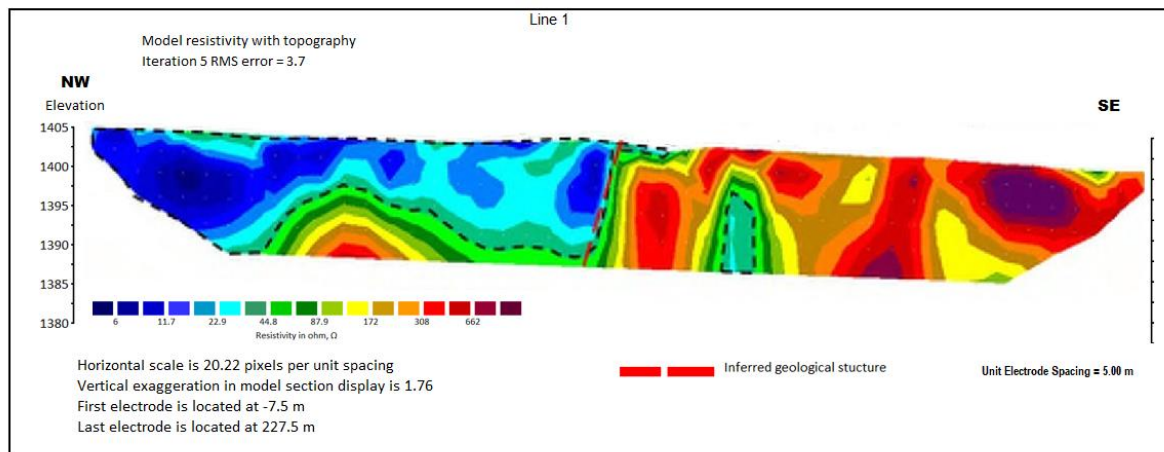 Line 1
Model resistivity with topography
Iteration 5 RMS error = 3.7
NW
SE
Elevation
1405
1400
1395
1390
1385
1380
6 11.7 22.9 44.8 87.9 172 308 662
Resistivity in ohm, Ω
Horizontal scale is 20.22 pixels per unit spacing
Vertical exaggeration in model section display is 1.76
First electrode is located at -7.5 m
Last electrode is located at 227.5 m
Inferred geological stucture
Unit Electrode Spacing = 5.00 m